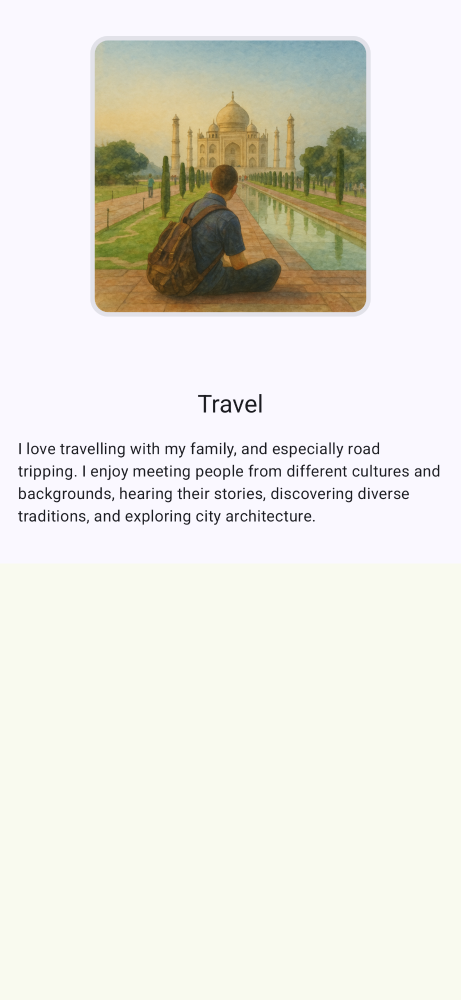 Travel
I love travelling with my family, and especially road
tripping. I enjoy meeting people from different cultures and
backgrounds, hearing their stories, discovering diverse
traditions, and exploring city architecture.